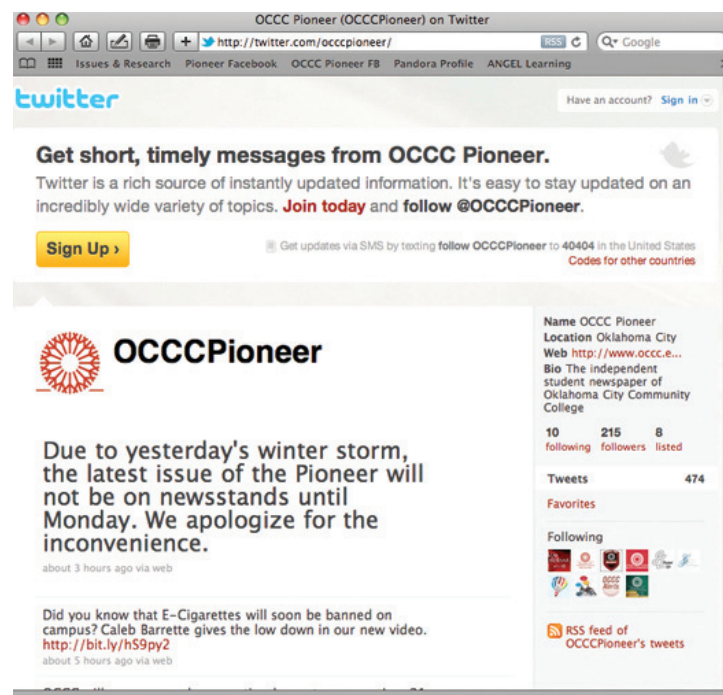 OCCC Pioneer (OCCCPioneer) on Twitter
http://twitter.com/occcpioneer/
RSS
Google
Issues & Research Pioneer Facebook OCCC Pioneer FB Pandora Profile ANGEL Learning
twitter
Have an account? Sign in
Get short, timely messages from OCCC Pioneer.
Twitter is a rich source of instantly updated information. It's easy to stay updated on an
incredibly wide variety of topics. Join today and follow @OCCCPioneer.
Sign Up ›
Get updates via SMS by texting follow OCCCPioneer to 40404 in the United States
Codes for other countries
OCCCPioneer
Due to yesterday's winter storm,
the latest issue of the Pioneer will
not be on newsstands until
Monday. We apologize for the
inconvenience.
about 3 hours ago via web
Did you know that E-Cigarettes will soon be banned on
campus? Caleb Barrette gives the low down in our new video.
http://bit.ly/hS9py2
about 5 hours ago via web
Name OCCC Pioneer
Location Oklahoma City
Web http://www.occc.e...
Bio The independent
student newspaper of
Oklahoma City Community
College
10 215 8
following followers listed
Tweets 474
Favorites
Following
RSS feed of
OCCCPioneer's tweets